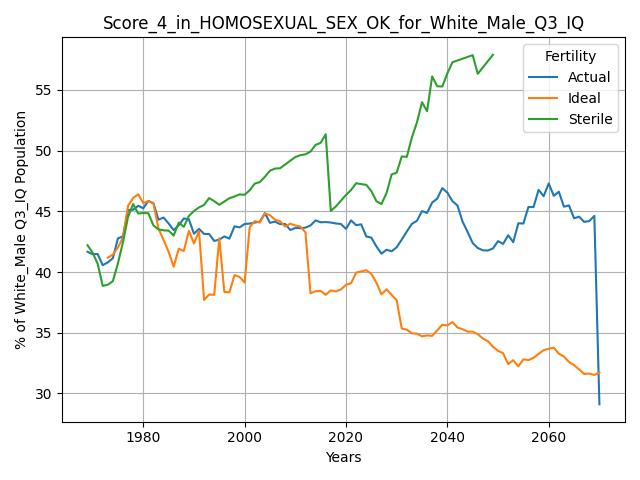 Score_4_in_HOMOSEXUAL_SEX_OK_for_White_Male_Q3_IQ
% of White_Male Q3_IQ Population
55
50
45
40
35
30
Fertility
Actual
Ideal
Sterile
1980
2000
2020
2040
2060
Years